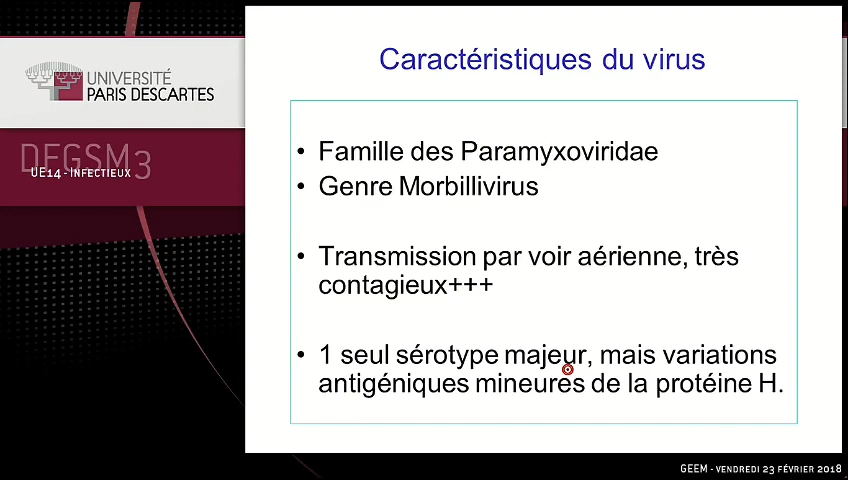 Caractéristiques du virus
UNIVERSITÉ
PARIS DESCARTES
DFGSM3
UE14 - INFECTIEUX
• Famille des Paramyxoviridae
• Genre Morbillivirus
• Transmission par voir aérienne, très
contagieux+++
• 1 seul sérotype majeur, mais variations
antigéniques mineures de la protéine H.
GEEM - VENDREDI 23 FÉVRIER 2018